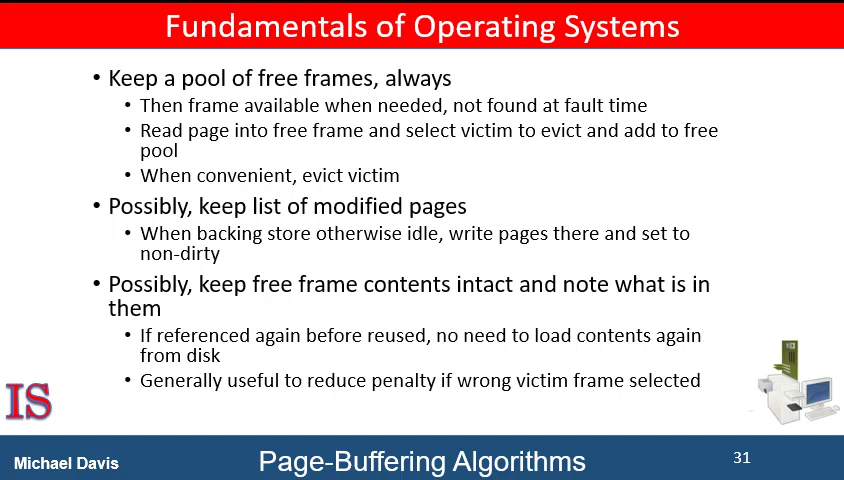 Fundamentals of Operating Systems
• Keep a pool of free frames, always
• Then frame available when needed, not found at fault time
• Read page into free frame and select victim to evict and add to free
pool
• When convenient, evict victim
• Possibly, keep list of modified pages
• When backing store otherwise idle, write pages there and set to
non-dirty
• Possibly, keep free frame contents intact and note what is in
them
• If referenced again before reused, no need to load contents again
from disk
• Generally useful to reduce penalty if wrong victim frame selected
IS
Michael Davis
Page-Buffering Algorithms
31